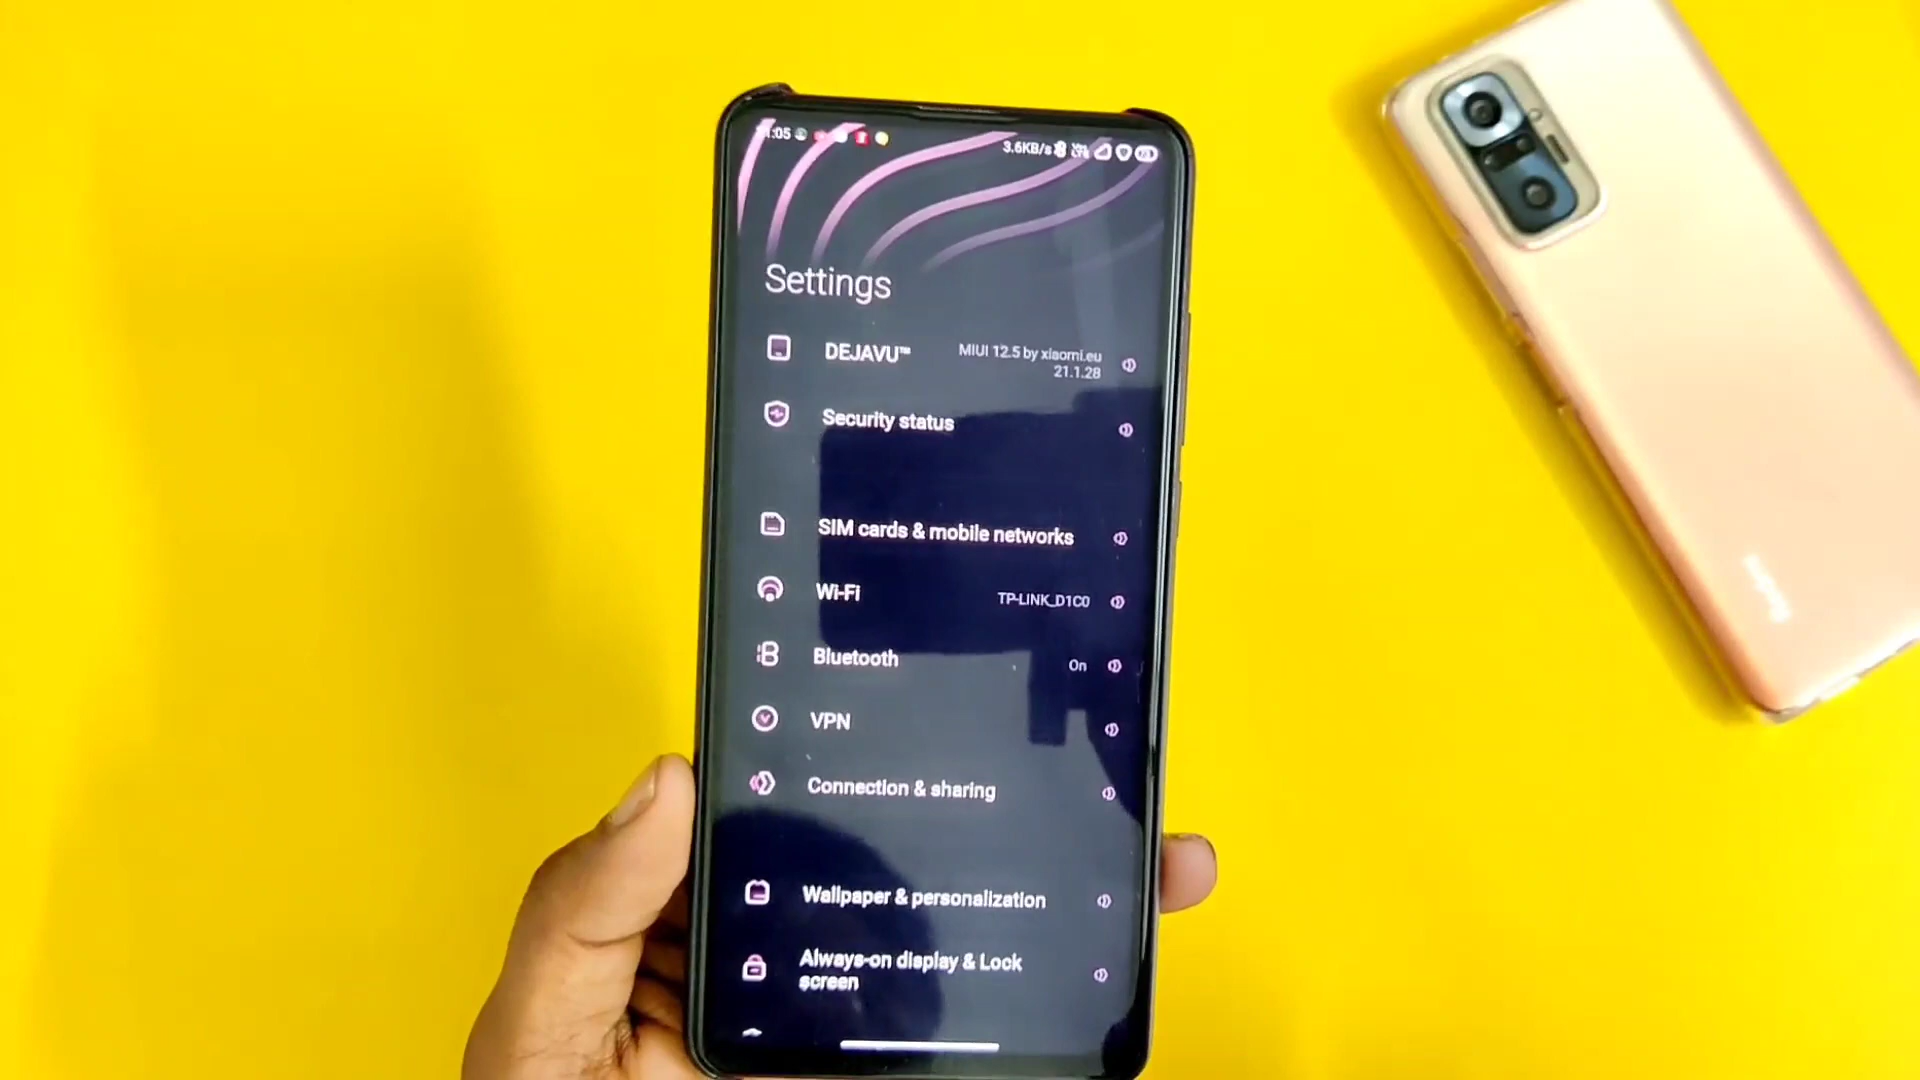 :05
3.6KB/s
Settings
DEJAVU™
MIUI 12.5 by xiaomi.eu
21.1.28
Security status
SIM cards & mobile networks
Wi-Fi
TP-LINK_D1C0
Bluetooth
On
VPN
Connection & sharing
Wallpaper & personalization
Always-on display & Lock
screen